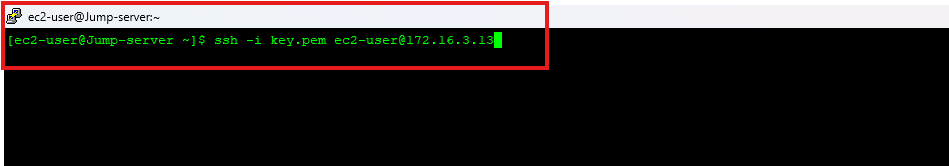 ec2-user@Jump-server:~
[ec2-user@Jump-server ~]$ ssh -i key.pem ec2-user@172.16.3.13